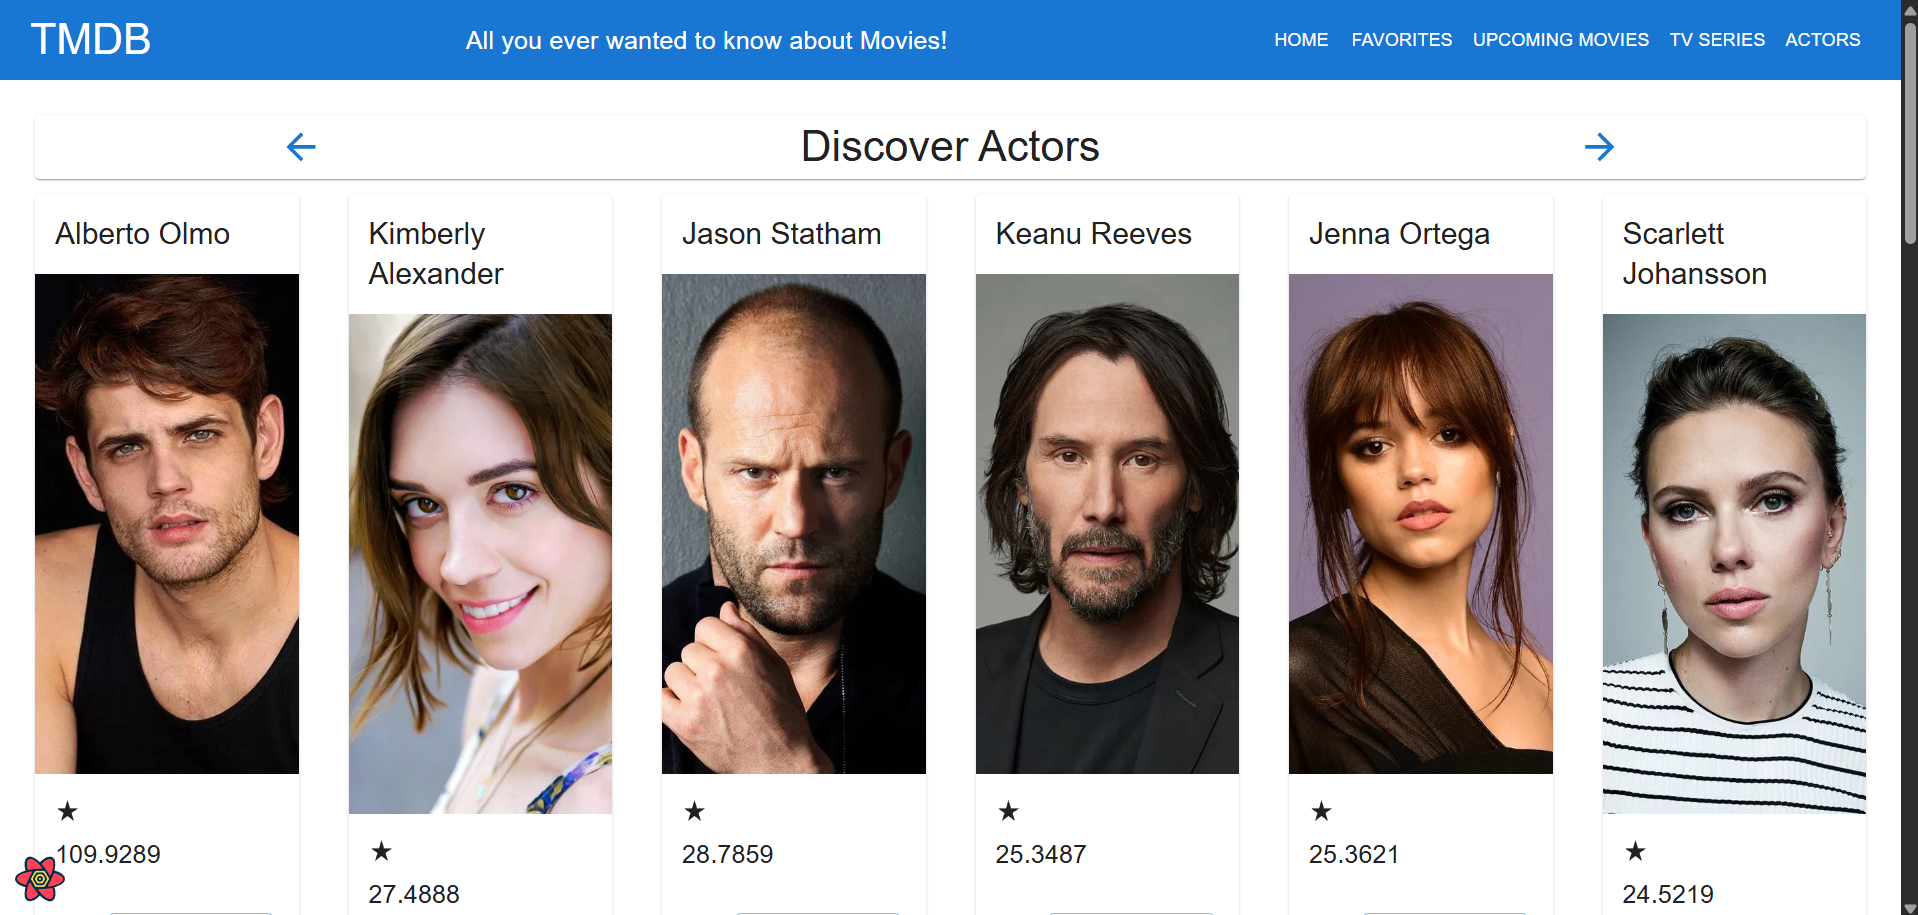 TMDB
All you ever wanted to know about Movies!
HOME FAVORITES UPCOMING MOVIES TV SERIES ACTORS
Discover Actors
Alberto Olmo
109.9289
Kimberly
Alexander
27.4888
Jason Statham
28.7859
Keanu Reeves
25.3487
Jenna Ortega
25.3621
Scarlett
Johansson
24.5219